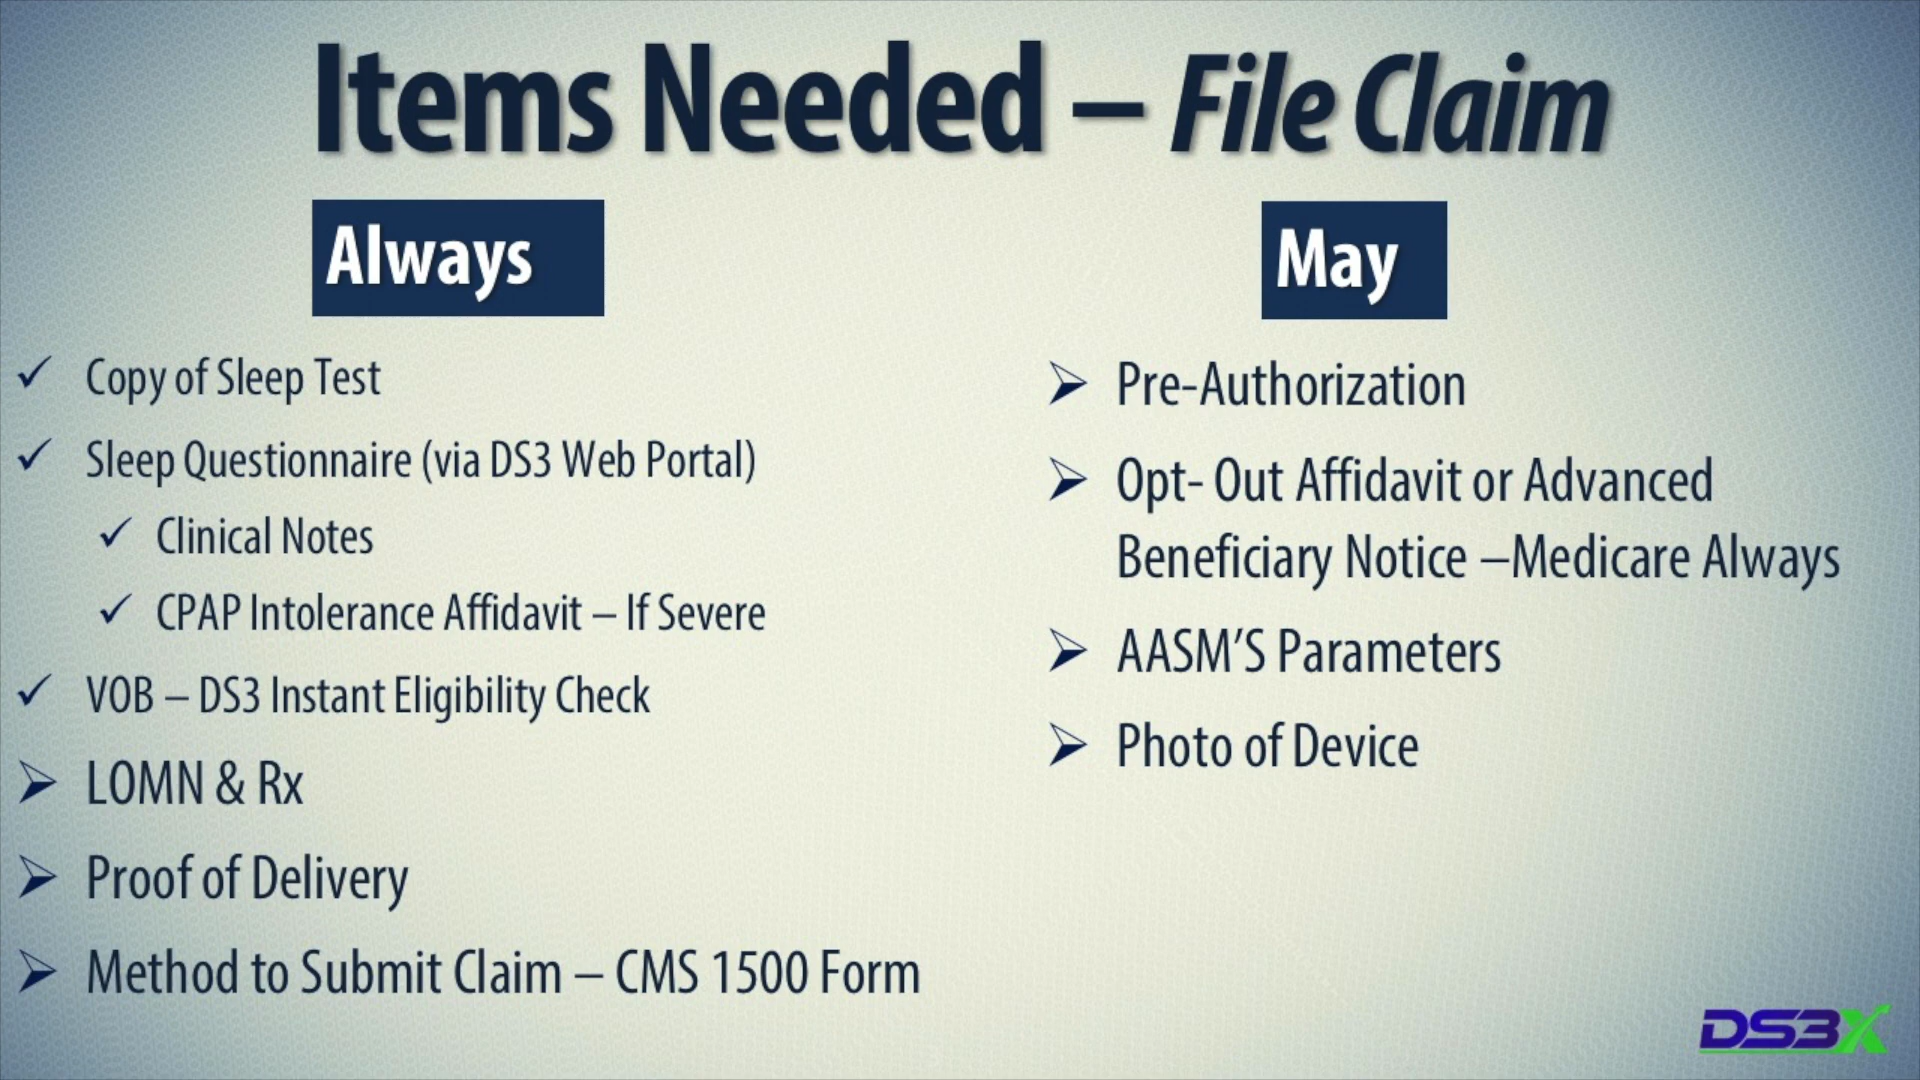 Items Needed – File Claim
Always
Copy of Sleep Test
Sleep Questionnaire (via DS3 Web Portal)
Clinical Notes
CPAP Intolerance Affidavit – If Severe
VOB – DS3 Instant Eligibility Check
LOMN & Rx
Proof of Delivery
Method to Submit Claim – CMS 1500 Form
May
Pre-Authorization
Opt- Out Affidavit or Advanced
Beneficiary Notice –Medicare Always
AASM'S Parameters
Photo of Device
DS3X